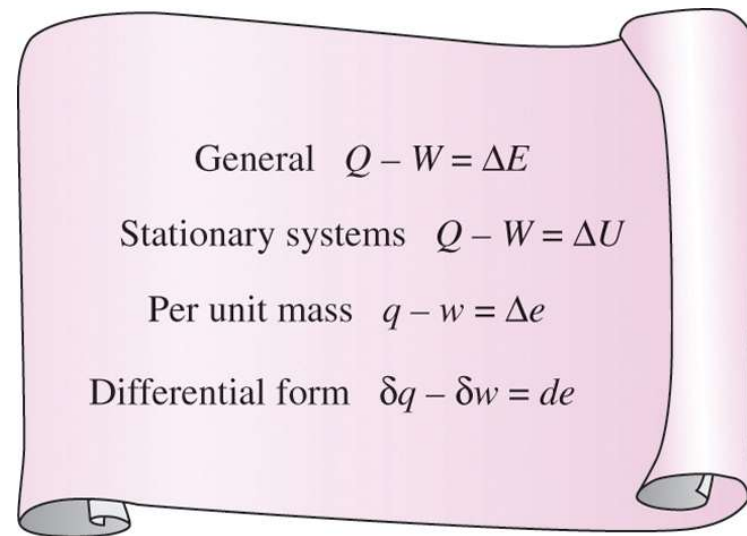 General Q – W = ΔE
Stationary systems Q – W = ΔU
Per unit mass q – w = Δe
Differential form δq – δw = de